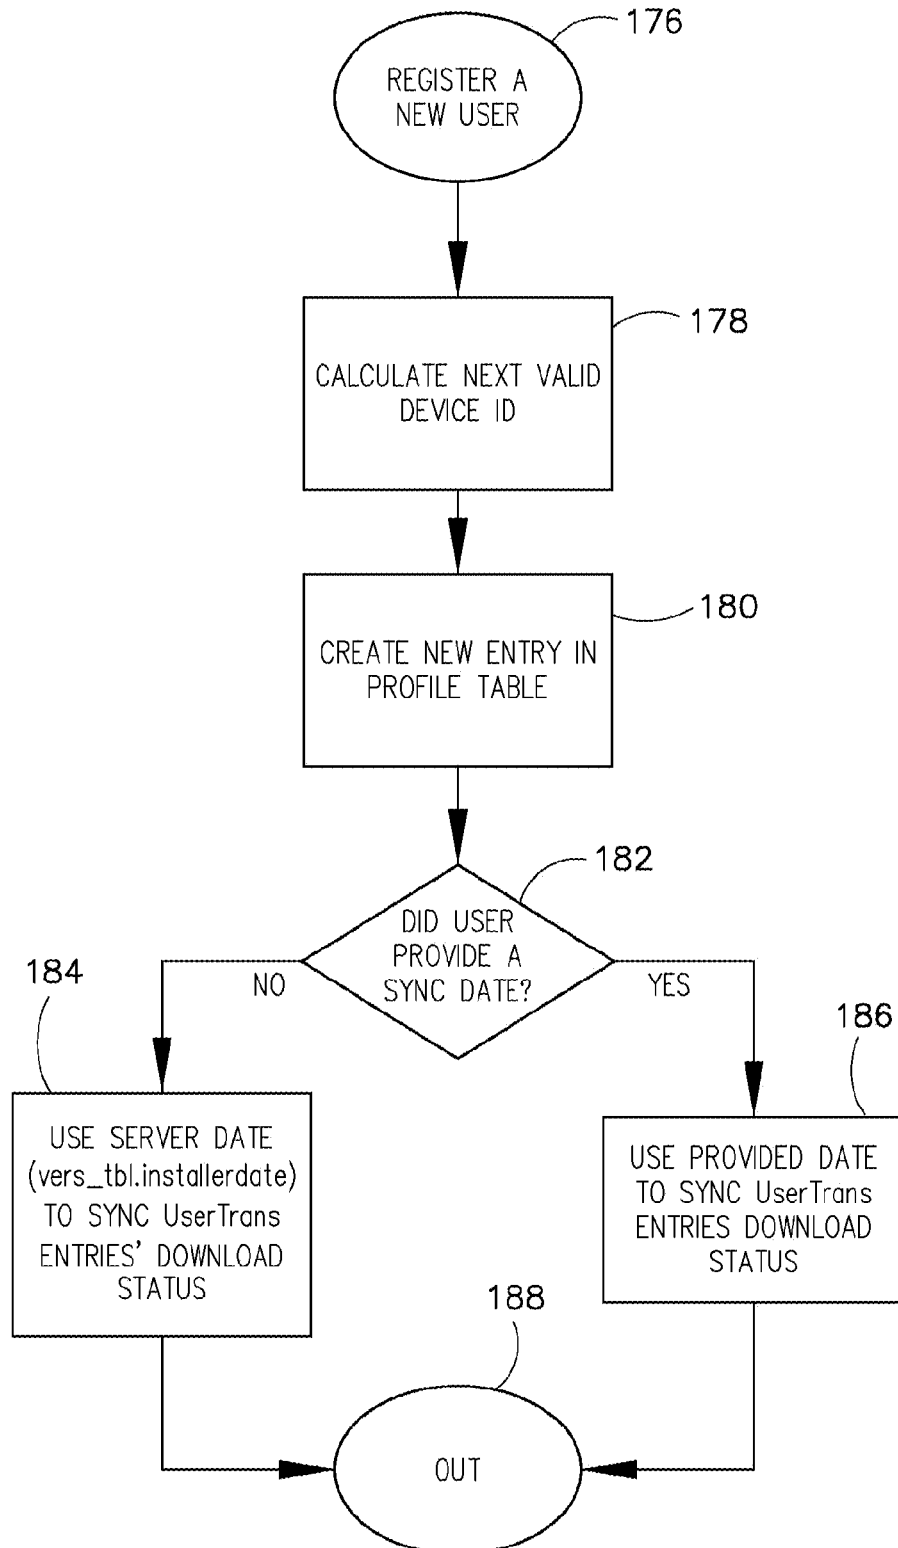 176
REGISTER A
NEW USER
178
CALCULATE NEXT VALID
DEVICE ID
180
CREATE NEW ENTRY IN
PROFILE TABLE
182
DID USER
PROVIDE A
SYNC DATE?
NO
YES
184
USE SERVER DATE
(vers_tbl.installerdate)
TO SYNC UserTrans
ENTRIES' DOWNLOAD
STATUS
186
USE PROVIDED DATE
TO SYNC UserTrans
ENTRIES DOWNLOAD
STATUS
188
OUT